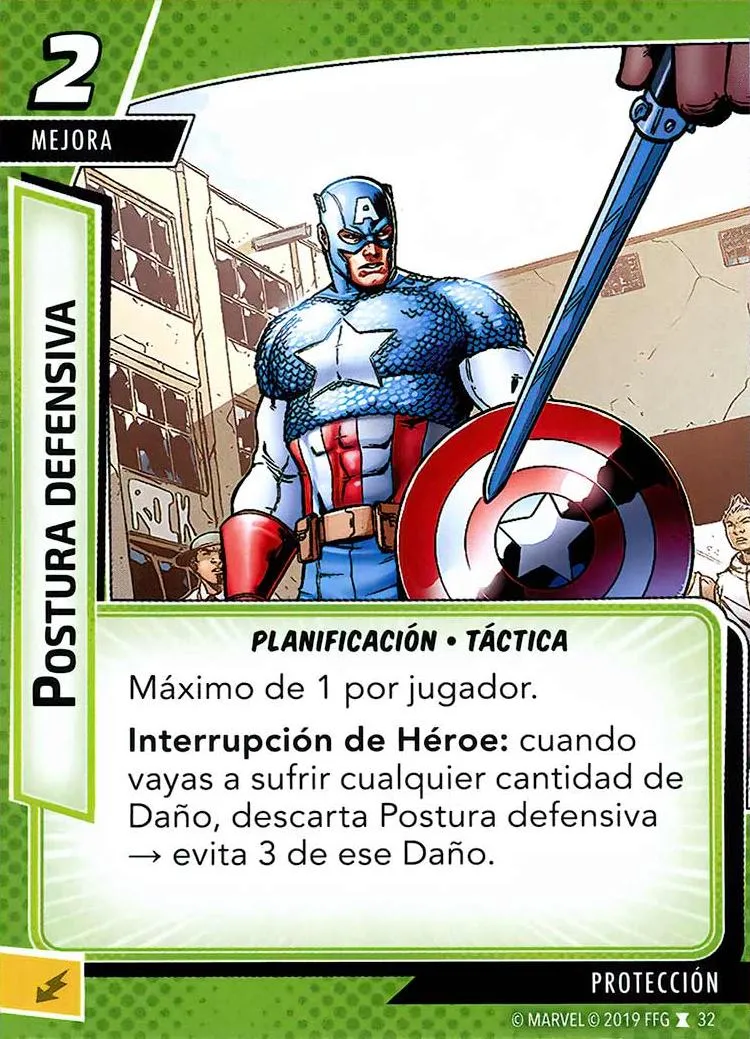 2
MEJORA
POSTURA DEFENSIVA
A
PLANIFICACIÓN • TÁCTICA
Máximo de 1 por jugador.
Interrupción de Héroe: cuando
vayas a sufrir cualquier cantidad de
Daño, descarta Postura defensiva
→ evita 3 de ese Daño.
PROTECCIÓN
© MARVEL © 2019 FFG 32